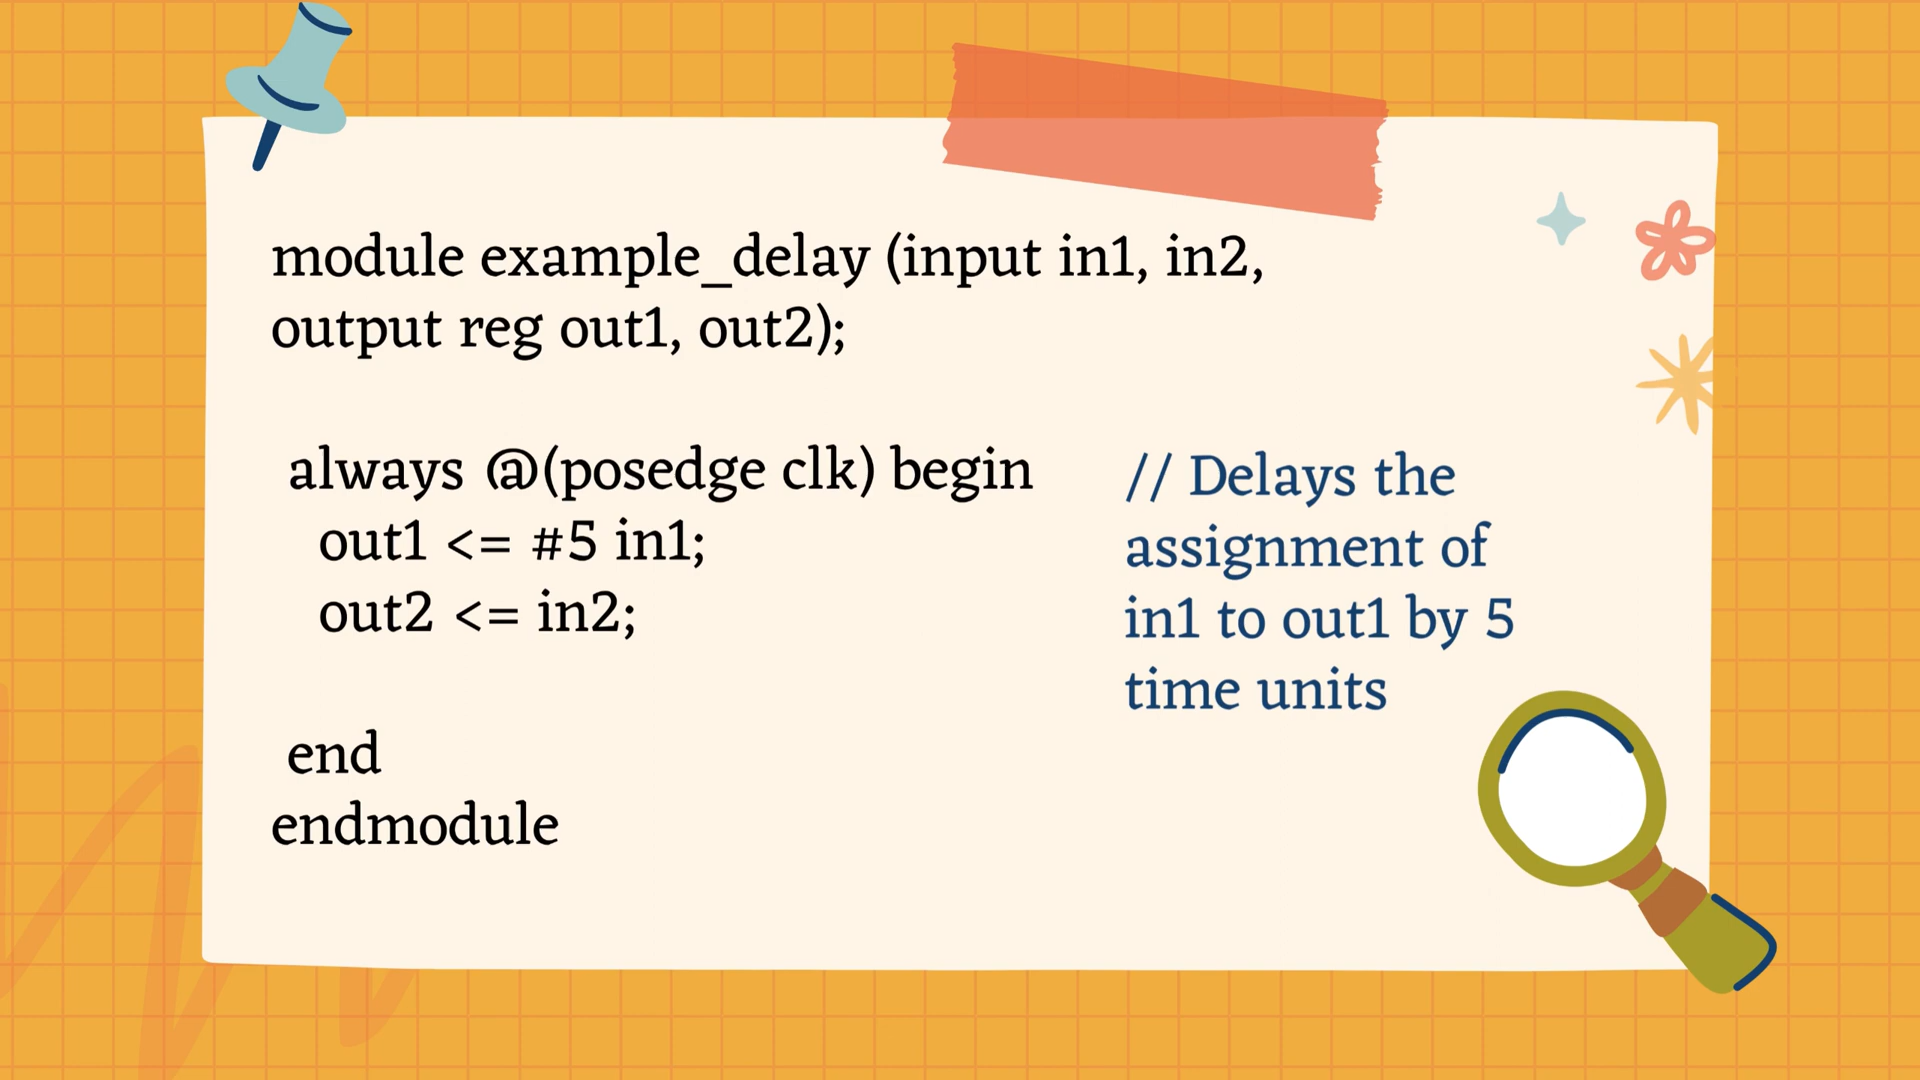 module example_delay (input in1, in2,
output reg out1, out2);
always @(posedge clk) begin
out1 <= #5 in1;
out2 <= in2;
end
endmodule
// Delays the
assignment of
in1 to out1 by 5
time units